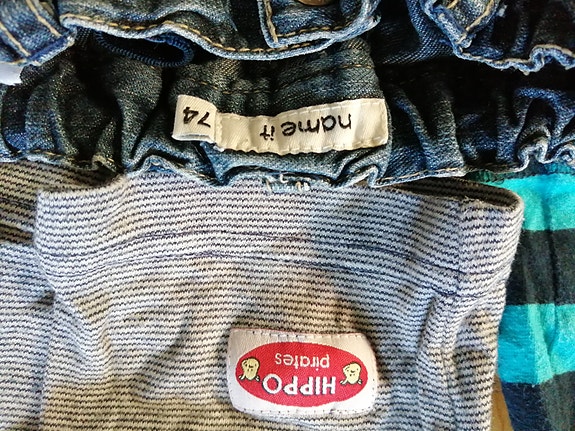 name it
74
HIPPO
pirates